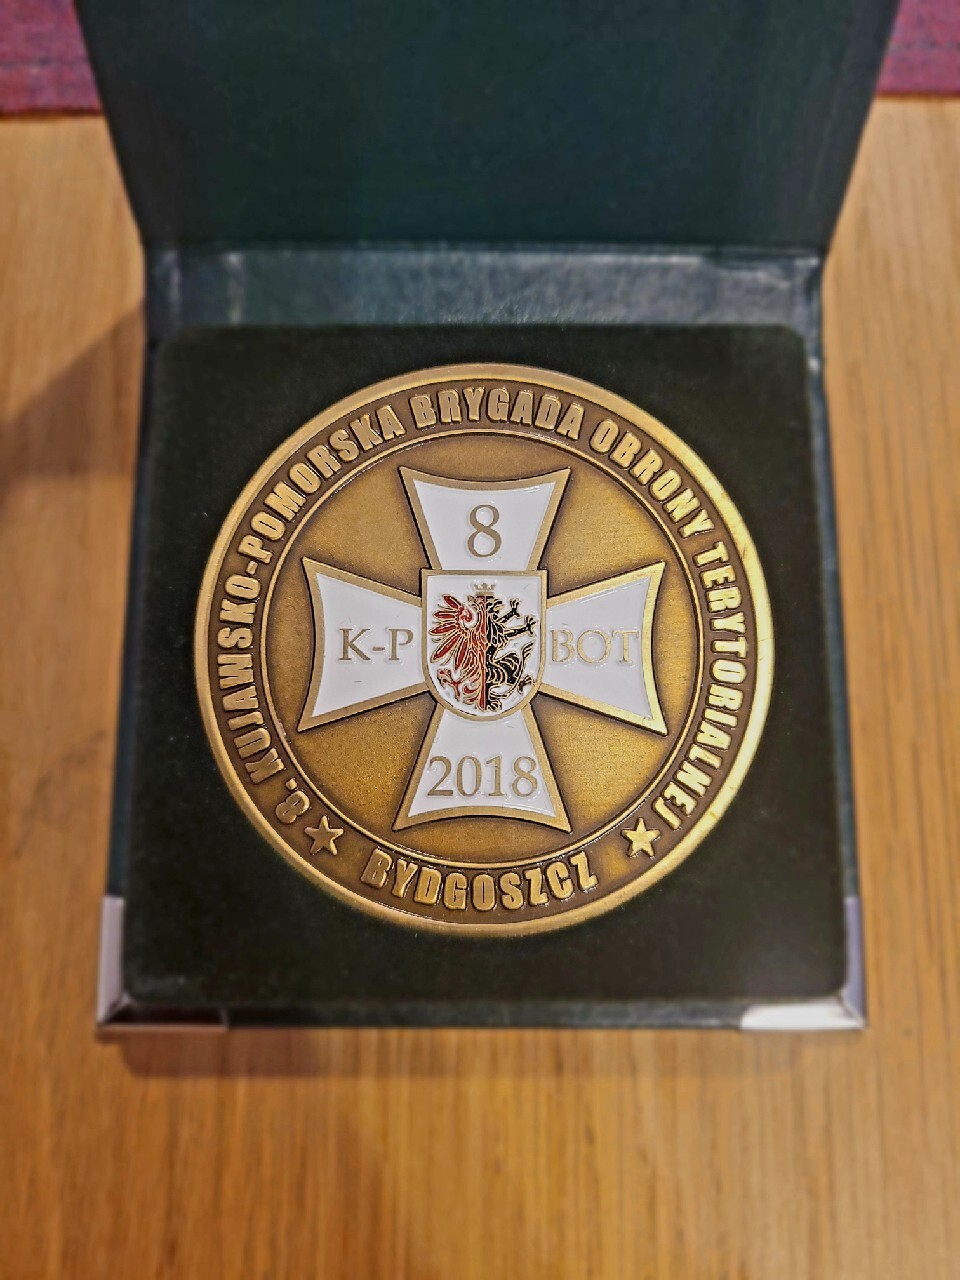 8. KUJAWSKO-POMORSKA BRYGADA OBRONY TERYTORIALNEJ
8
K-P BOT
2018
BYDGOSZCZ